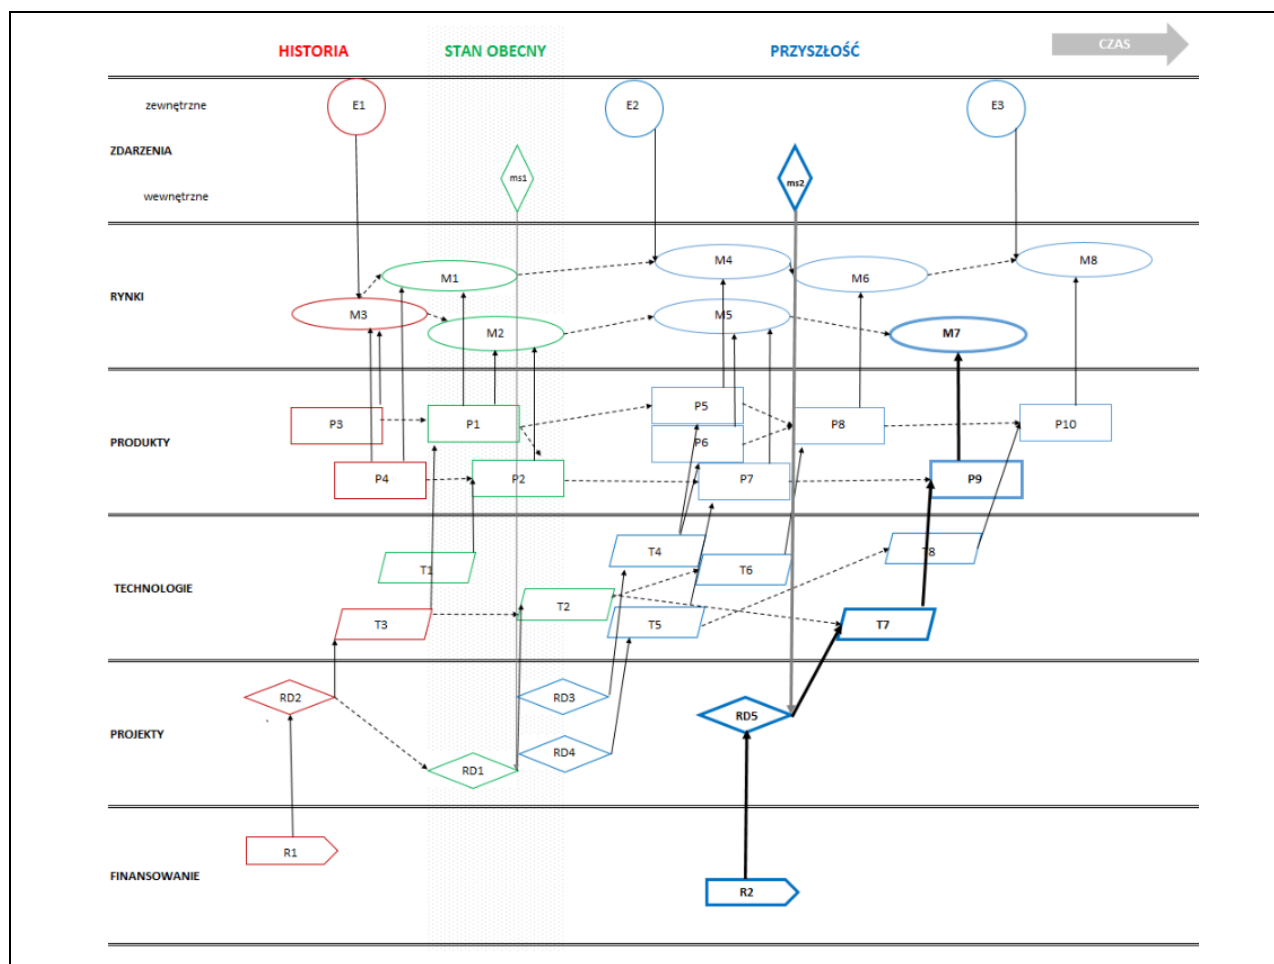 HISTORIA STAN OBECNY PRZYSZŁOŚĆ CZAS
zewnętrzne E1 E2 E3
ZDARZENIA
wewnętrzne ms1 ms2
M4 M8
M1 M6
RYNKI
M3 M5
M2 M7
P5
P3 P1 P8 P10
PRODUKTY P6
P4 P2 P7 P9
T4 T8
T1 T6
TECHNOLOGIE
T2
T3 T5 T7
RD2 RD3
RD5
PROJEKTY
RD4
RD1
R1
FINANSOWANIE
R2